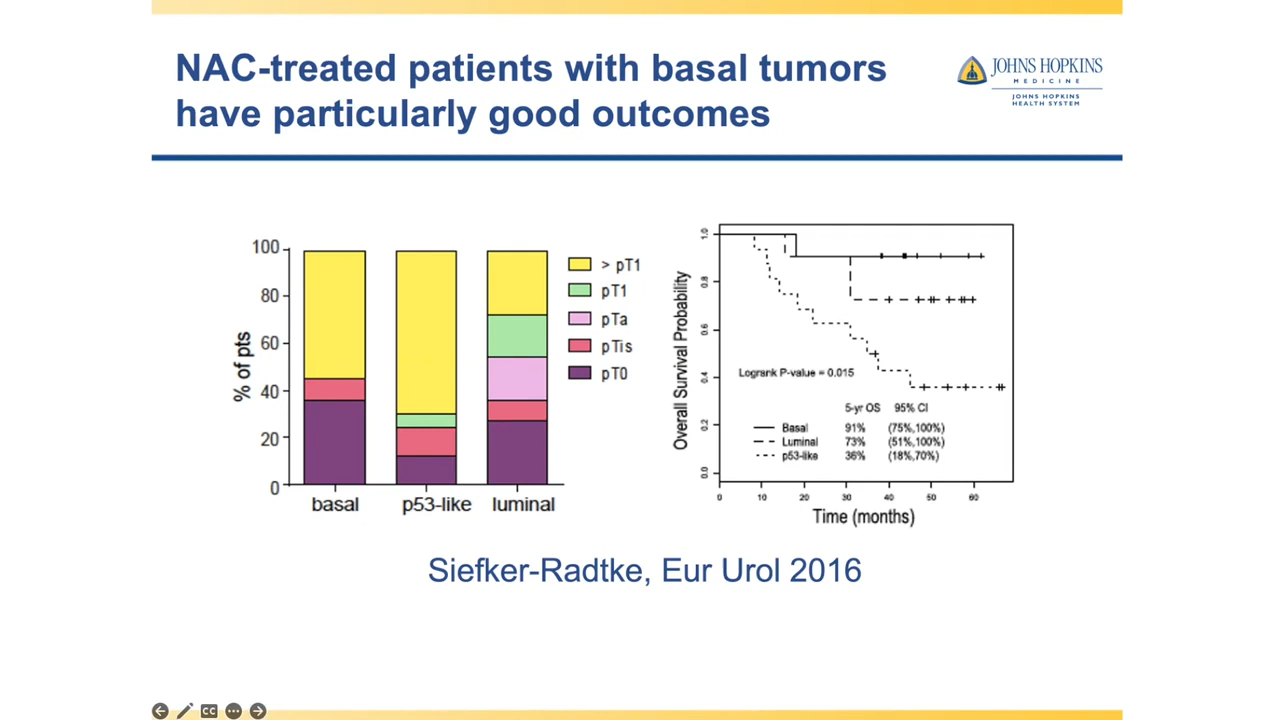 NAC-treated patients with basal tumors
have particularly good outcomes
JOHNS HOPKINS
MEDICINE
JOHNS HOPKINS
HEALTH SYSTEM
% of pts
100
80
60
40
20
0
basal
p53-like
luminal
> pT1
pT1
pTa
pTis
pT0
Overall Survival Probability
1.0
0.8
0.6
0.4
0.2
0.0
Logrank P-value = 0.015
5-yr OS 95% CI
Basal 91% (75%,100%)
Luminal 73% (51%,100%)
p53-like 36% (18%,70%)
0 10 20 30 40 50 60
Time (months)
Siefker-Radtke, Eur Urol 2016
CC